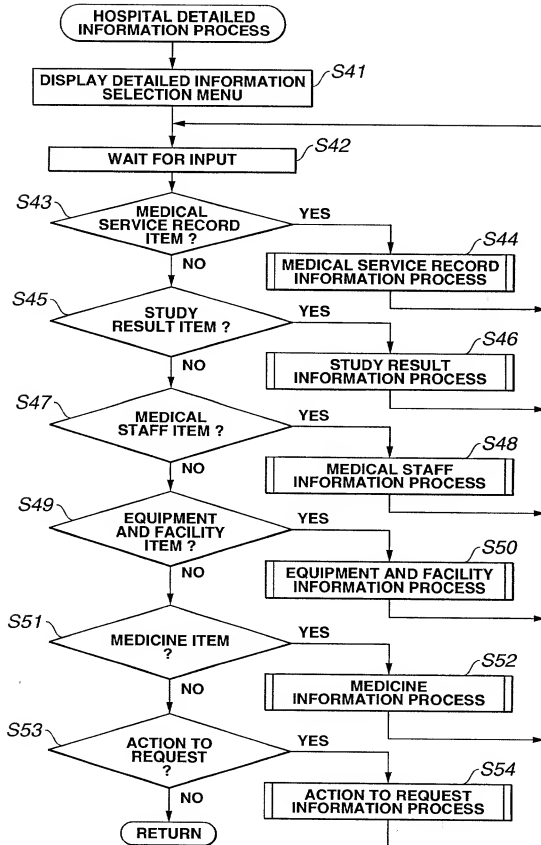 HOSPITAL DETAILED
INFORMATION PROCESS
S41
DISPLAY DETAILED INFORMATION
SELECTION MENU
S42
WAIT FOR INPUT
S43
MEDICAL
SERVICE RECORD
ITEM ?
YES
NO
S44
MEDICAL SERVICE RECORD
INFORMATION PROCESS
S45
STUDY
RESULT ITEM ?
YES
NO
S46
STUDY RESULT
INFORMATION PROCESS
S47
MEDICAL
STAFF ITEM ?
YES
NO
S48
MEDICAL STAFF
INFORMATION PROCESS
S49
EQUIPMENT
AND FACILITY
ITEM ?
YES
NO
S50
EQUIPMENT AND FACILITY
INFORMATION PROCESS
S51
MEDICINE ITEM
?
YES
NO
S52
MEDICINE
INFORMATION PROCESS
S53
ACTION TO
REQUEST
?
YES
NO
S54
ACTION TO REQUEST
INFORMATION PROCESS
RETURN